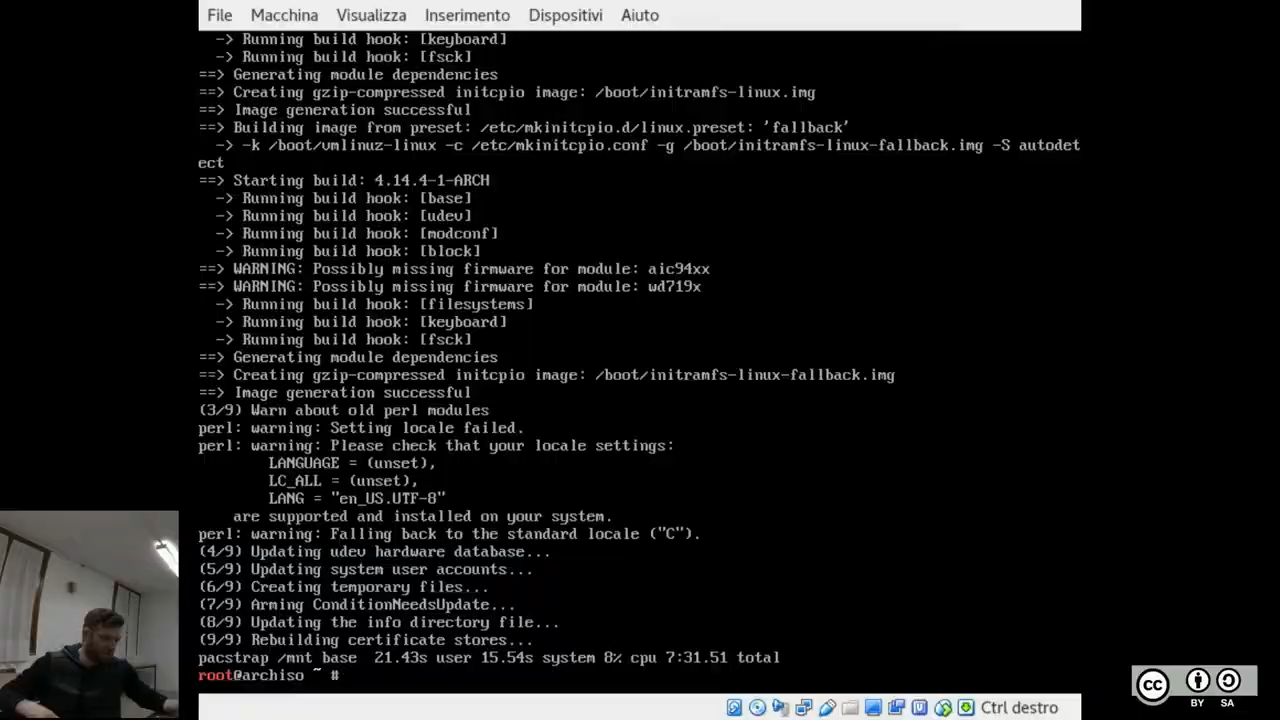 File Macchina Visualizza Inserimento Dispositivi Aiuto
-> Running build hook: [keyboard]
-> Running build hook: [fsck]
==> Generating module dependencies
==> Creating gzip-compressed initcpio image: /boot/initramfs-linux.img
==> Image generation successful
==> Building image from preset: /etc/mkinitcpio.d/linux.preset: 'fallback'
-> -k /boot/vmlinuz-linux -c /etc/mkinitcpio.conf -g /boot/initramfs-linux-fallback.img -S autodet
ect
==> Starting build: 4.14.4-1-ARCH
-> Running build hook: [base]
-> Running build hook: [udev]
-> Running build hook: [modconf]
-> Running build hook: [block]
==> WARNING: Possibly missing firmware for module: aic94xx
==> WARNING: Possibly missing firmware for module: wd719x
-> Running build hook: [filesystems]
-> Running build hook: [keyboard]
-> Running build hook: [fsck]
==> Generating module dependencies
==> Creating gzip-compressed initcpio image: /boot/initramfs-linux-fallback.img
==> Image generation successful
(3/9) Warn about old perl modules
perl: warning: Setting locale failed.
perl: warning: Please check that your locale settings:
LANGUAGE = (unset),
LC_ALL = (unset),
LANG = "en_US.UTF-8"
are supported and installed on your system.
perl: warning: Falling back to the standard locale ("C").
(4/9) Updating udev hardware database...
(5/9) Updating system user accounts...
(6/9) Creating temporary files...
(7/9) Arming ConditionNeedsUpdate...
(8/9) Updating the info directory file...
(9/9) Rebuilding certificate stores...
pacstrap /mnt base 21.43s user 15.54s system 8% cpu 7:31.51 total
root@archiso ~ #
Ctrl destro
cc BY SA